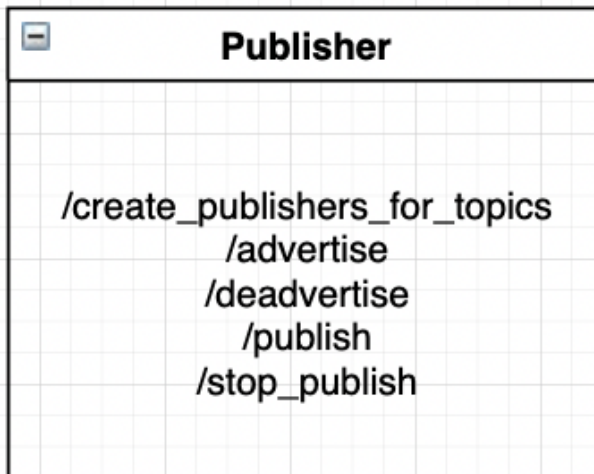 Publisher
/create_publishers_for_topics
/advertise
/deadvertise
/publish
/stop_publish